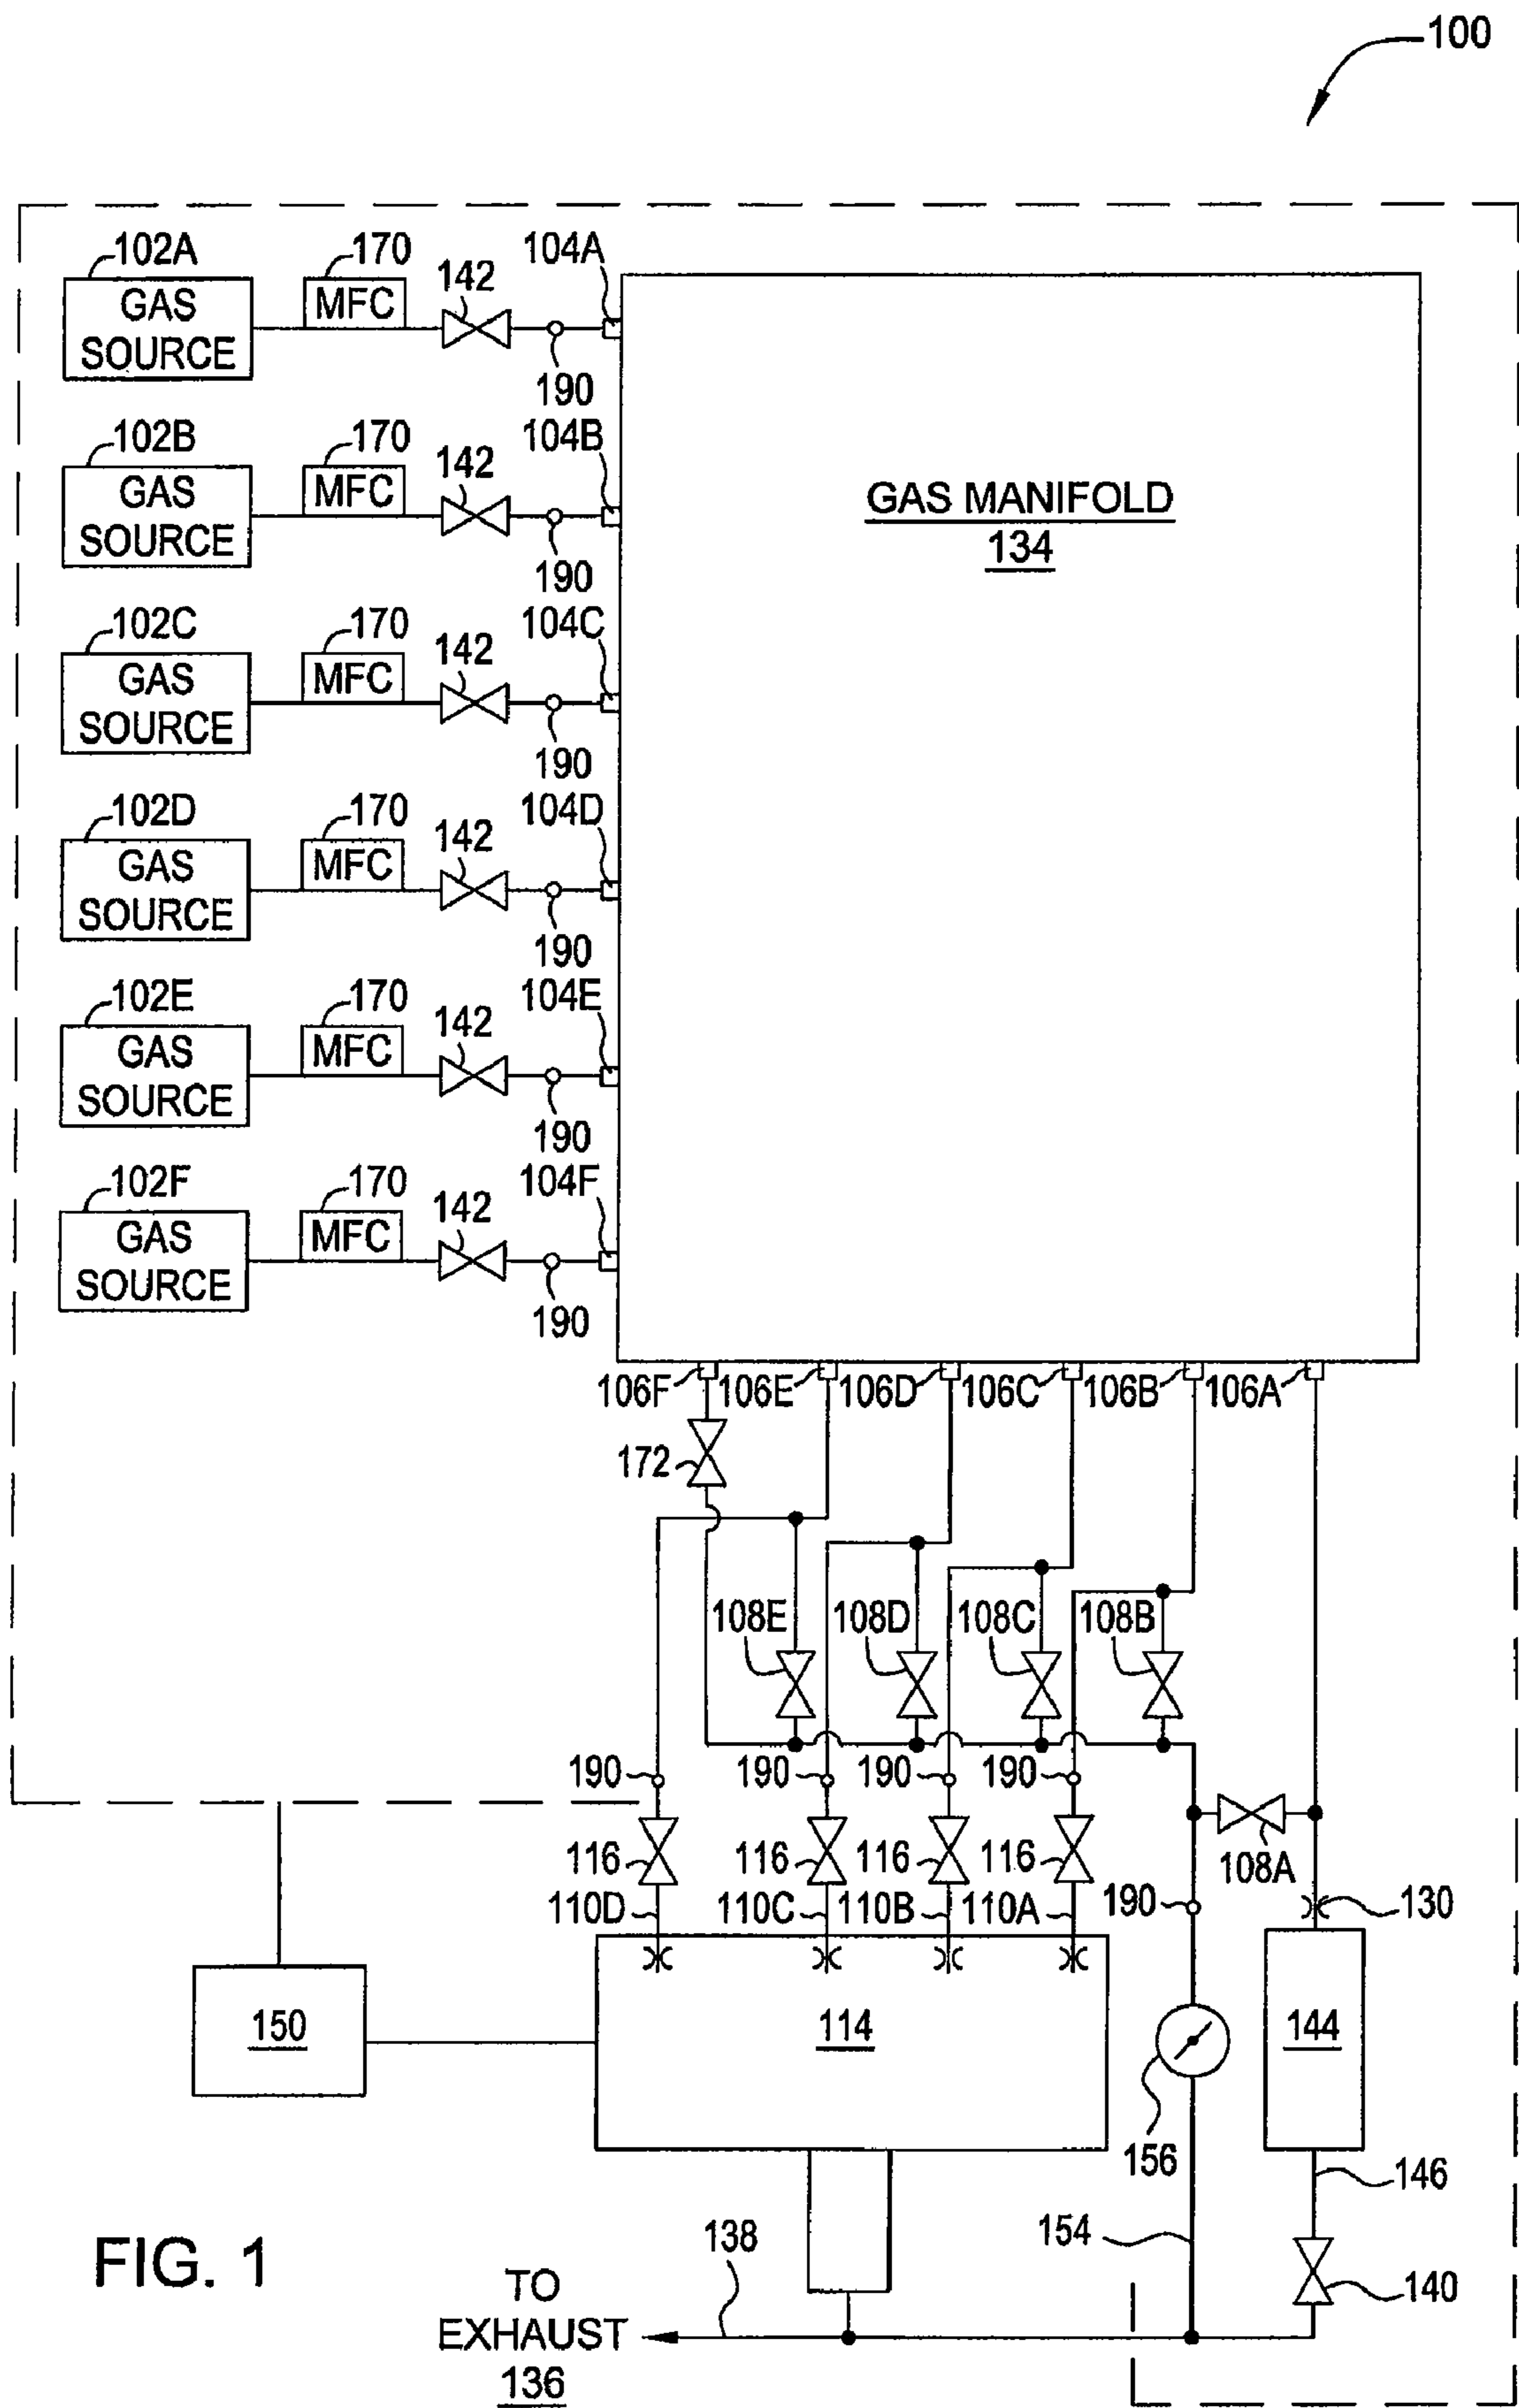 100
102A
170
142
104A
GAS
SOURCE
MFC
190
102B
170
142
104B
GAS
SOURCE
MFC
190
GAS MANIFOLD
134
102C
170
142
104C
GAS
SOURCE
MFC
190
102D
170
142
104D
GAS
SOURCE
MFC
190
102E
170
142
104E
GAS
SOURCE
MFC
190
102F
170
142
104F
GAS
SOURCE
MFC
190
106F
106E
106D
106C
106B
106A
172
108E
108D
108C
108B
190
190
190
190
116
116
116
116
108A
110D
110C
110B
110A
190
130
150
114
144
156
146
138
154
140
FIG. 1
TO
EXHAUST
136